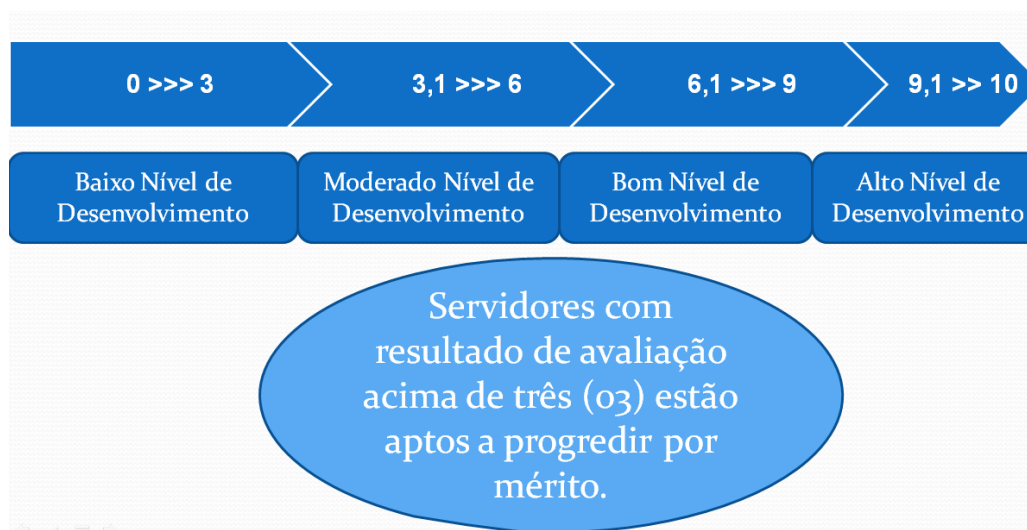 0 >>> 3
3,1 >>> 6
6,1 >>> 9
9,1 >> 10
Baixo Nível de
Desenvolvimento
Moderado Nível de
Desenvolvimento
Bom Nível de
Desenvolvimento
Alto Nível de
Desenvolvimento
Servidores com
resultado de avaliação
acima de três (03) estão
aptos a progredir por
mérito.